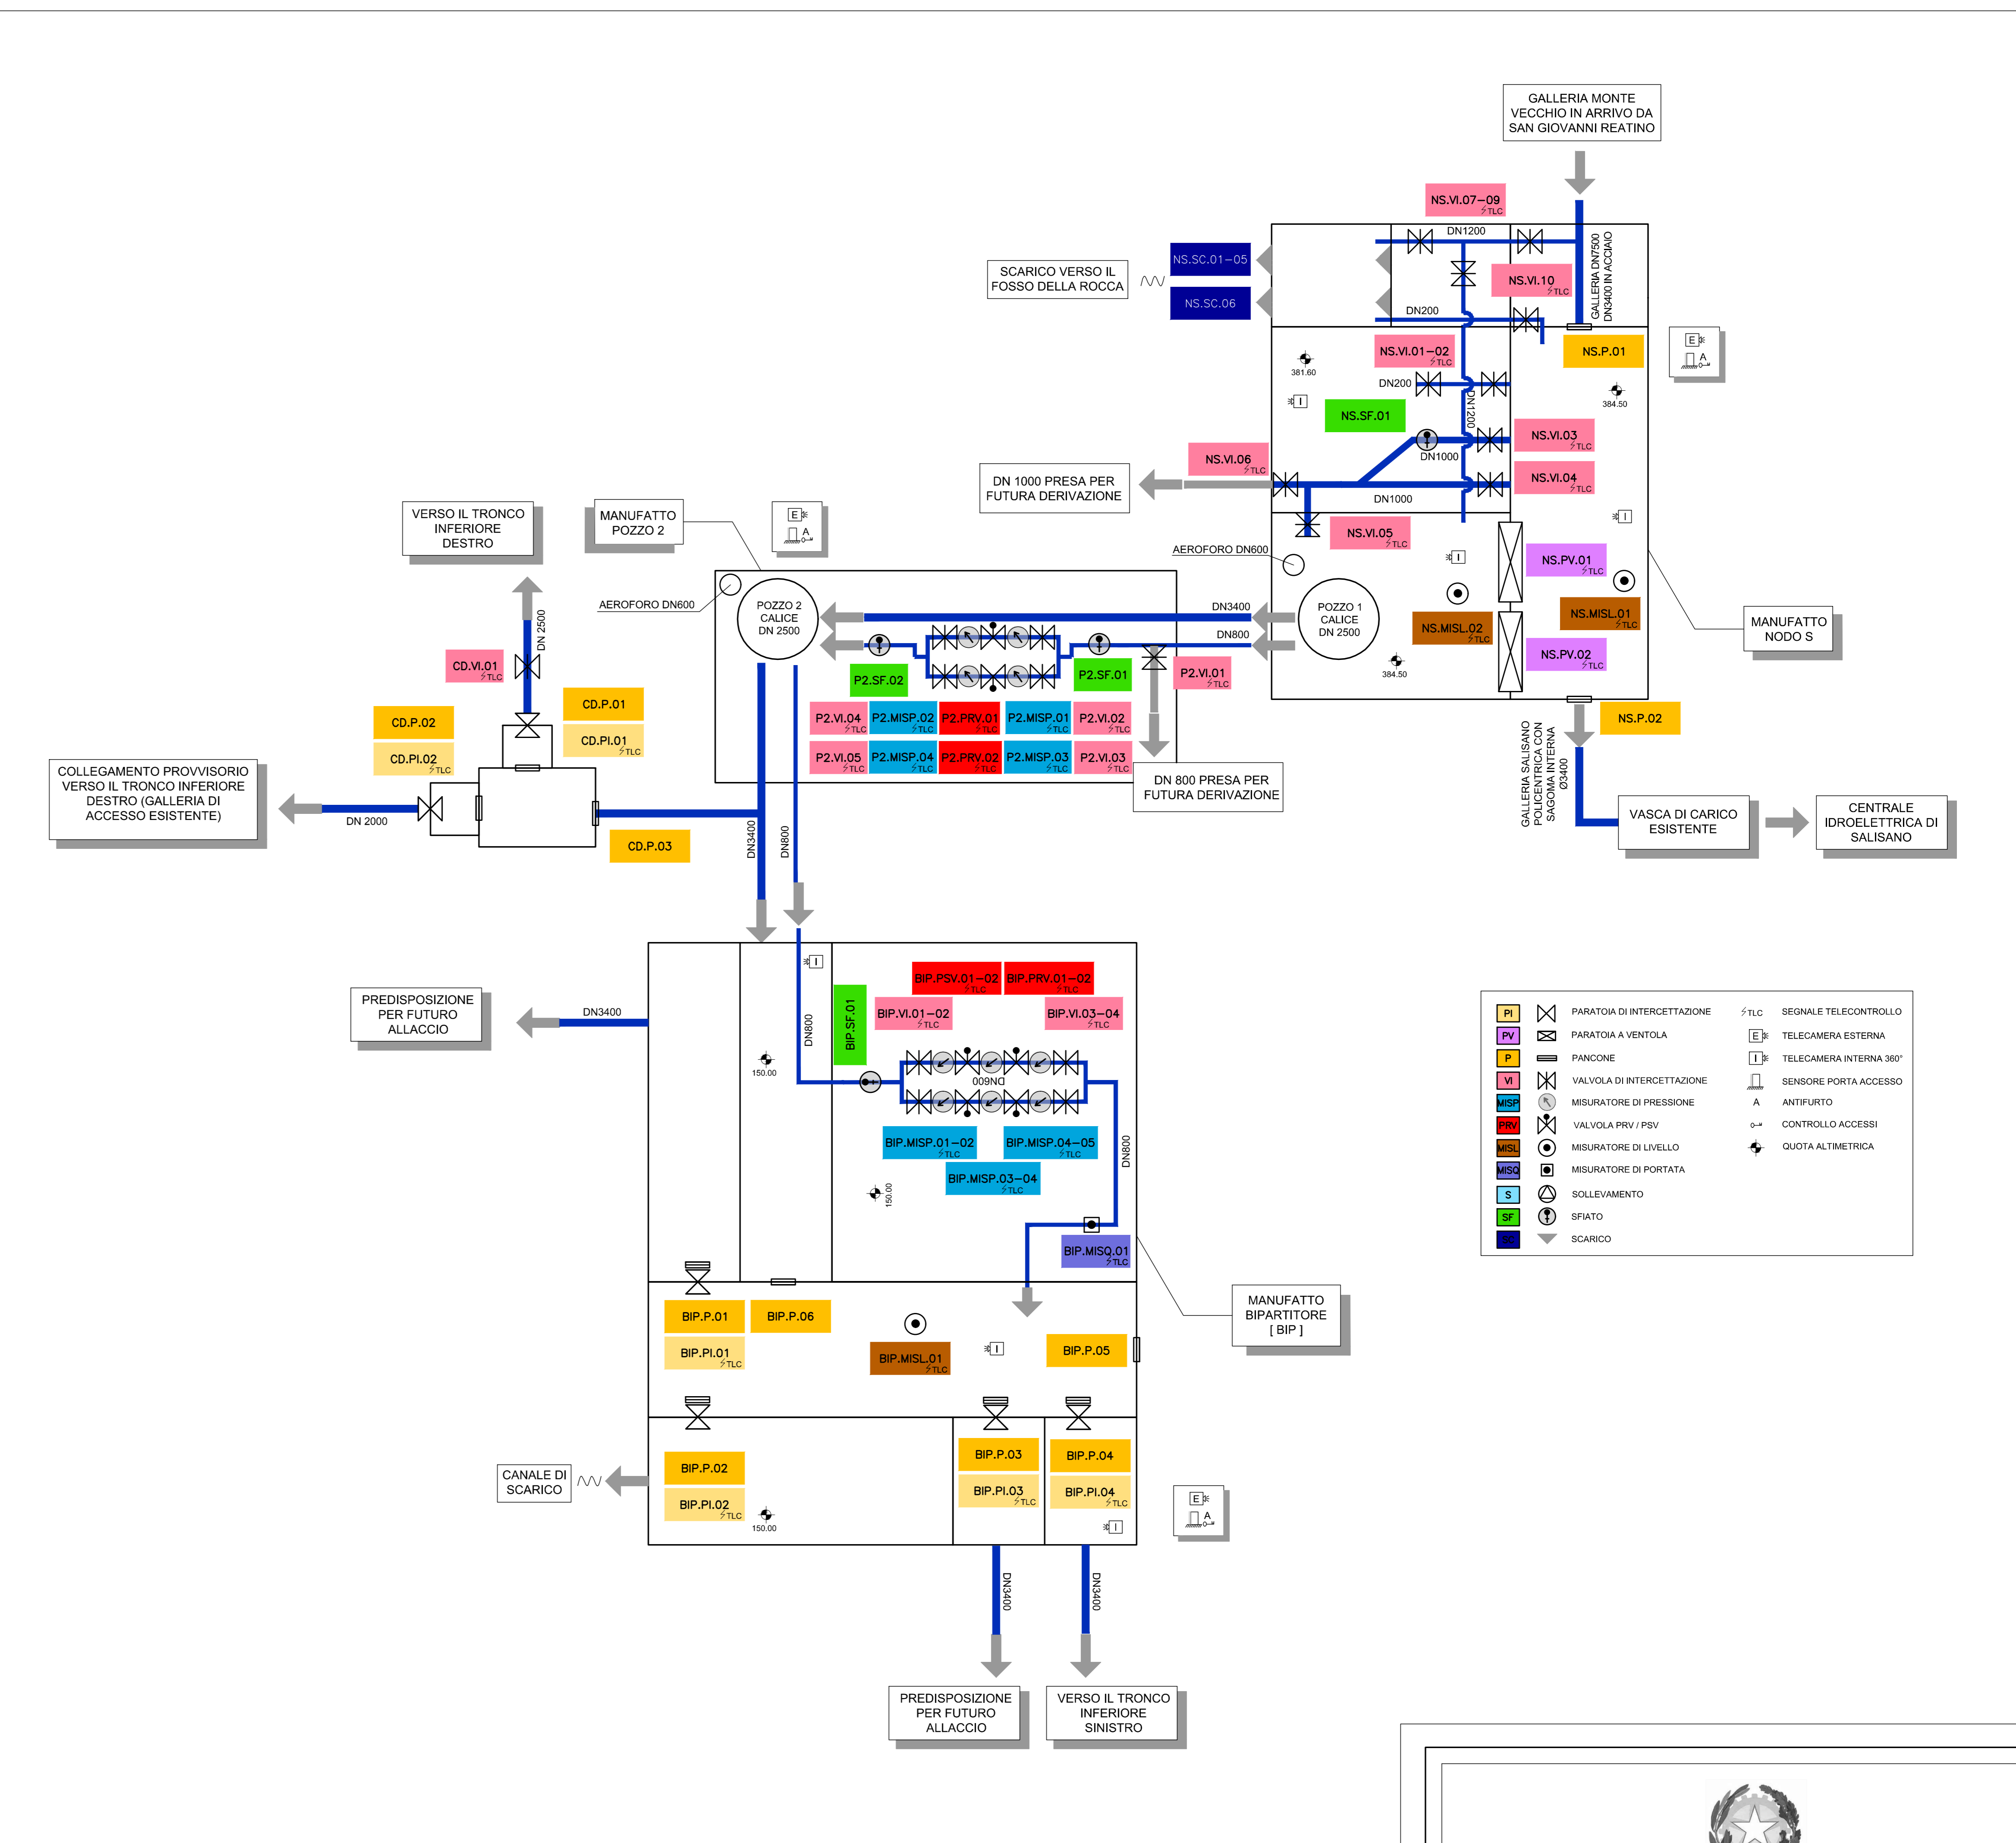 GALLERIA MONTE
VECCHIO IN ARRIVO DA
SAN GIOVANNI REATINO
NS.VI.07-09
TLC
DN1200
GALLERIA DN7500
DN3400 IN ACCIAIO
NS.SC.01-05
SCARICO VERSO IL
FOSSO DELLA ROCCA
NS.SC.06
NS.VI.10
TLC
DN200
NS.VI.01-02
TLC
NS.P.01
E
A
381.60
DN200
384.50
I
DN1200
NS.SF.01
NS.VI.03
TLC
DN1000
NS.VI.06
TLC
DN 1000 PRESA PER
FUTURA DERIVAZIONE
NS.VI.04
TLC
DN1000
I
NS.VI.05
TLC
AEROFORO DN600
I
NS.PV.01
TLC
NS.MISL.01
TLC
NS.MISL.02
TLC
NS.PV.02
TLC
POZZO 1
CALICE
DN 2500
384.50
MANUFATTO
NODO S
NS.P.02
GALLERIA SALISANO
POLICENTRICA CON
SAGOMA INTERNA
Ø3400
VASCA DI CARICO
ESISTENTE
CENTRALE
IDROELETTRICA DI
SALISANO
VERSO IL TRONCO
INFERIORE
DESTRO
MANUFATTO
POZZO 2
E
A
AEROFORO DN600
POZZO 2
CALICE
DN 2500
DN3400
DN800
P2.SF.02
P2.SF.01
P2.VI.01
TLC
P2.VI.04
TLC
P2.MISP.02
TLC
P2.PRV.01
TLC
P2.MISP.01
TLC
P2.VI.02
TLC
P2.VI.05
TLC
P2.MISP.04
TLC
P2.PRV.02
TLC
P2.MISP.03
TLC
P2.VI.03
TLC
DN 800 PRESA PER
FUTURA DERIVAZIONE
DN 2500
CD.VI.01
TLC
CD.P.01
CD.PI.01
TLC
CD.P.02
CD.PI.02
TLC
COLLEGAMENTO PROVVISORIO
VERSO IL TRONCO INFERIORE
DESTRO (GALLERIA DI
ACCESSO ESISTENTE)
DN 2000
CD.P.03
DN3400
DN800
PREDISPOSIZIONE
PER FUTURO
ALLACCIO
DN3400
I
DN800
150.00
BIP.SF.01
BIP.PSV.01-02
TLC
BIP.PRV.01-02
TLC
BIP.VI.01-02
TLC
BIP.VI.03-04
TLC
DN600
BIP.MISP.01-02
TLC
BIP.MISP.04-05
TLC
BIP.MISP.03-04
TLC
150.00
DN800
BIP.MISQ.01
TLC
BIP.P.01
BIP.PI.01
TLC
BIP.P.06
BIP.MISL.01
TLC
I
BIP.P.05
MANUFATTO
BIPARTITORE
[ BIP ]
CANALE DI
SCARICO
BIP.P.02
BIP.PI.02
TLC
150.00
BIP.P.03
BIP.PI.03
TLC
BIP.P.04
BIP.PI.04
TLC
I
E
A
DN3400
DN3400
PREDISPOSIZIONE
PER FUTURO
ALLACCIO
VERSO IL TRONCO
INFERIORE
SINISTRO
PI PARATOIA DI INTERCETTAZIONE
PV PARATOIA A VENTOLA
P PANCONE
VI VALVOLA DI INTERCETTAZIONE
MISP MISURATORE DI PRESSIONE
PRV VALVOLA PRV / PSV
MISL MISURATORE DI LIVELLO
MISQ MISURATORE DI PORTATA
S SOLLEVAMENTO
SF SFIATO
SC SCARICO
TLC SEGNALE TELECONTROLLO
E TELECAMERA ESTERNA
I TELECAMERA INTERNA 360°
SENSORE PORTA ACCESSO
A ANTIFURTO
CONTROLLO ACCESSI
QUOTA ALTIMETRICA